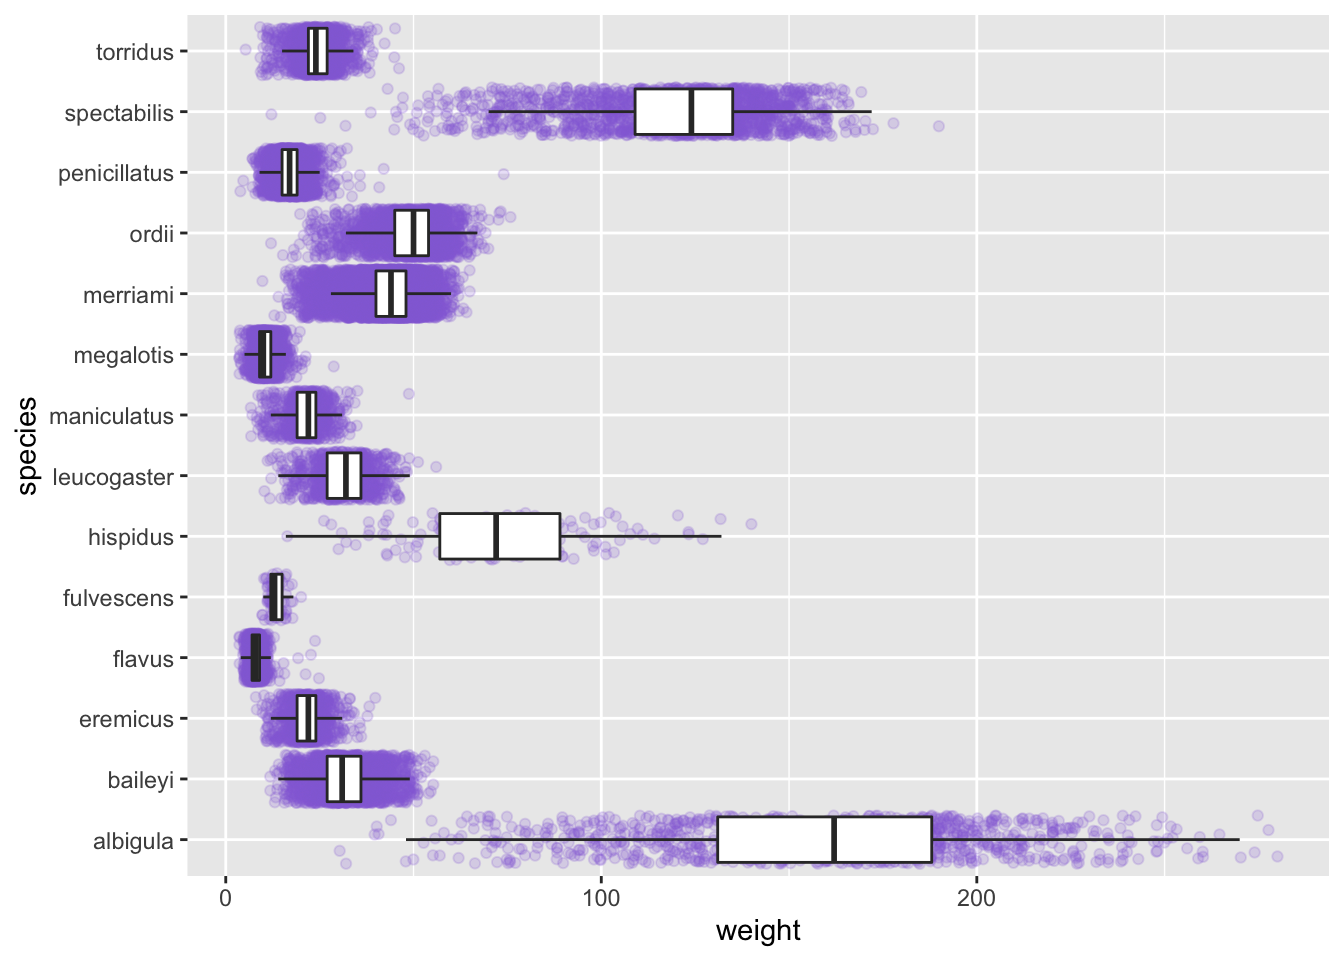 species
torridus
spectabilis
penicillatus
ordii
merriami
megalotis
maniculatus
leucogaster
hispidus
fulvescens
flavus
eremicus
baileyi
albigula
0 100 200
weight